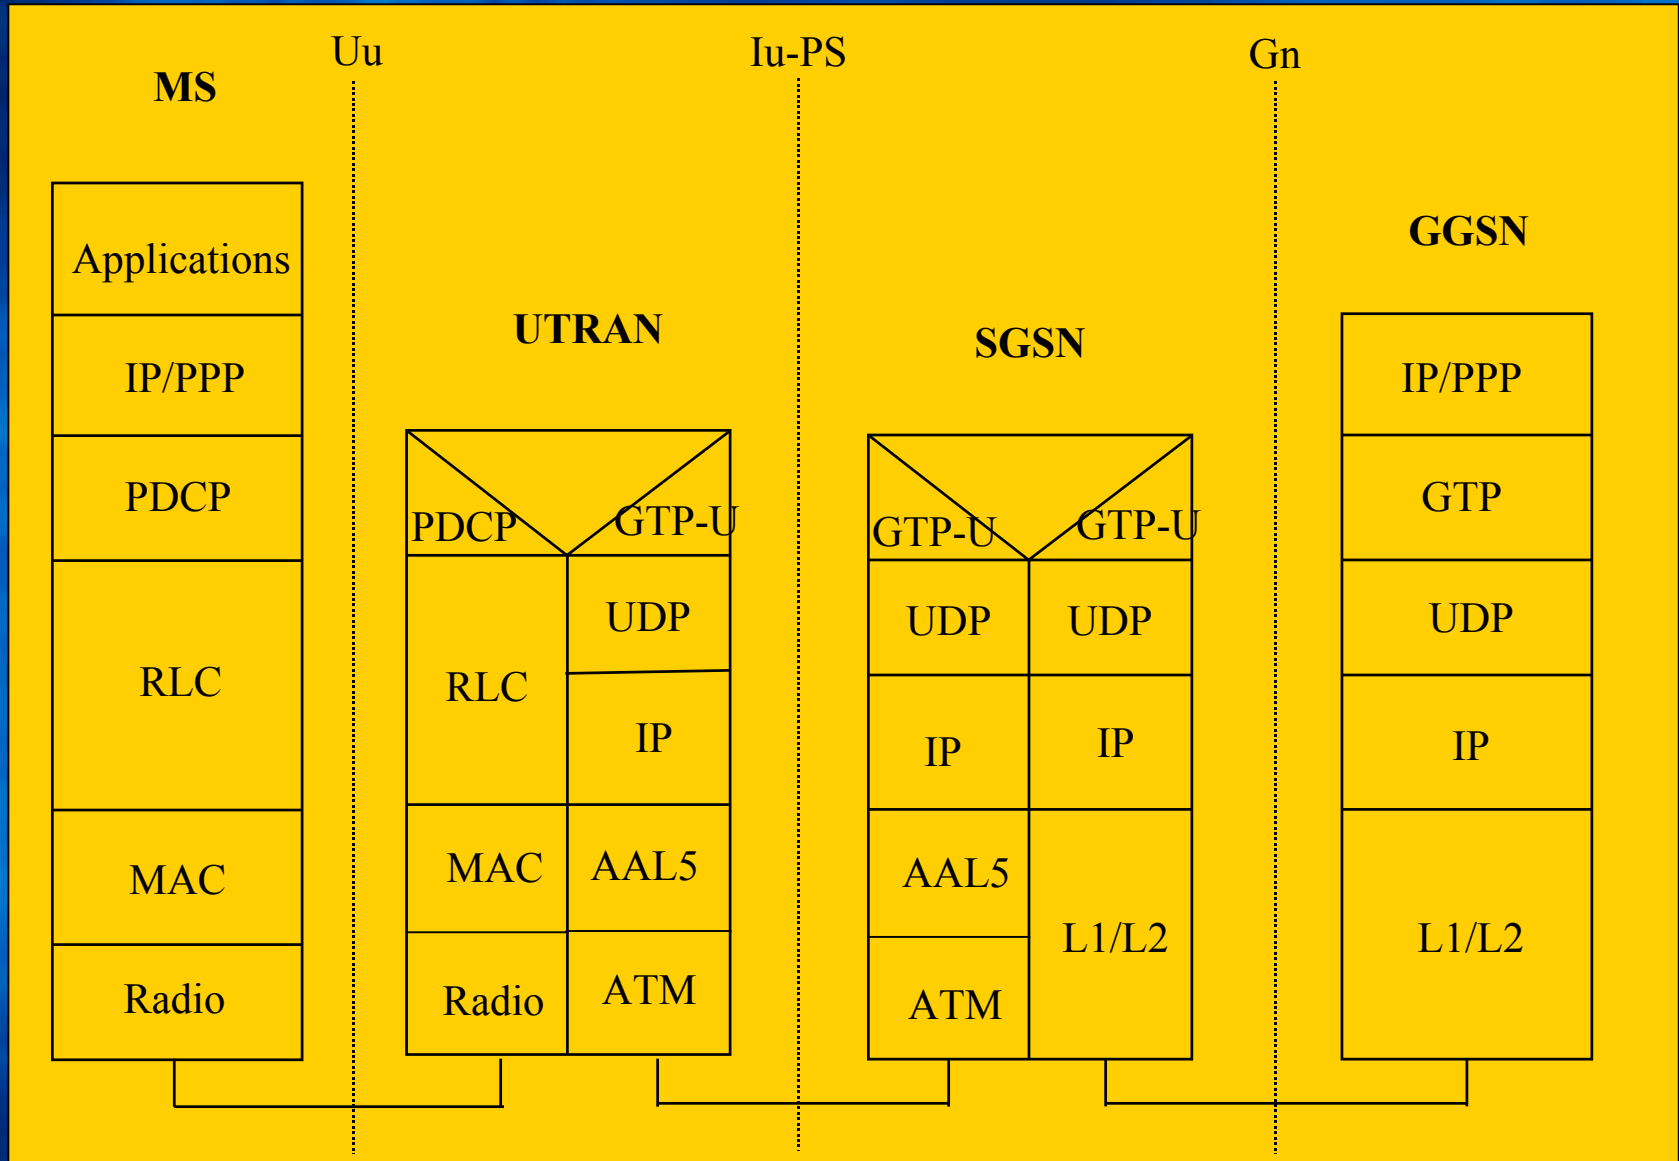 Uu
Iu-PS
Gn
MS
Applications
IP/PPP
PDCP
RLC
MAC
Radio
UTRAN
PDCP
GTP-U
RLC
UDP
IP
MAC
AAL5
Radio
ATM
SGSN
GTP-U
GTP-U
UDP
UDP
IP
IP
AAL5
L1/L2
ATM
GGSN
IP/PPP
GTP
UDP
IP
L1/L2